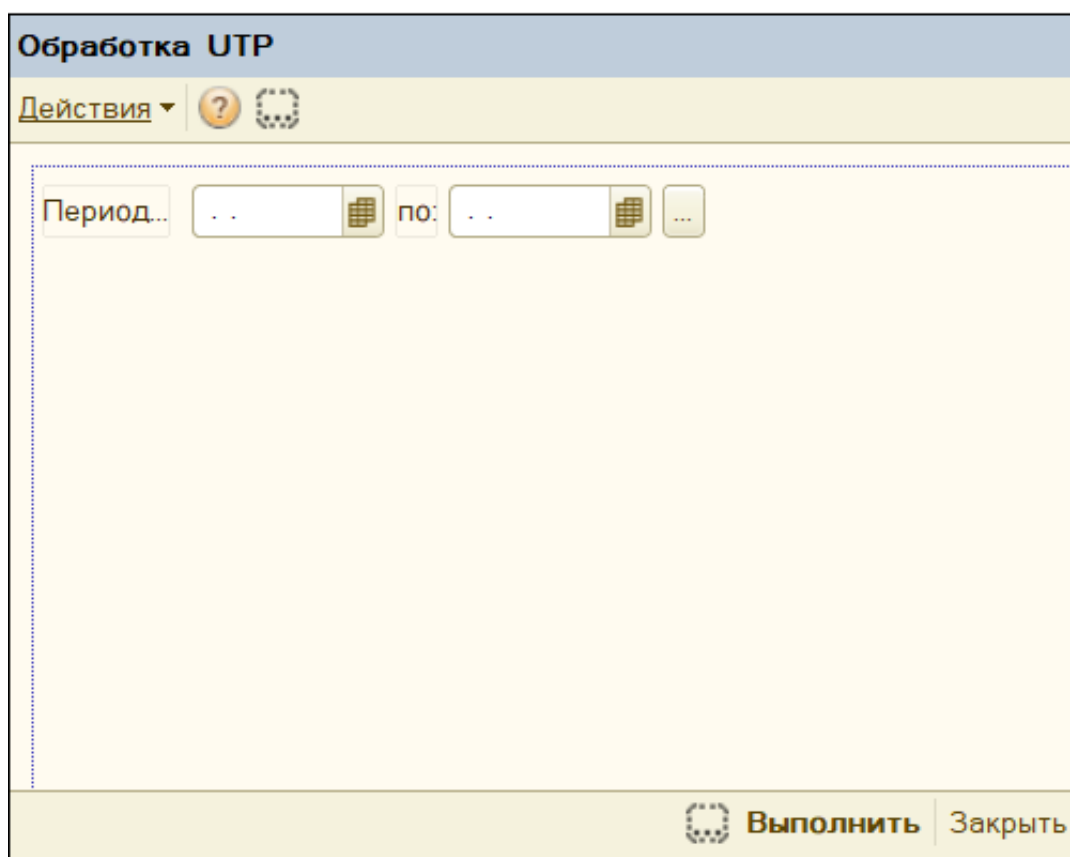 Обработка UTP
Действия ?
Период... . . по: . . ...
Выполнить Закрыть